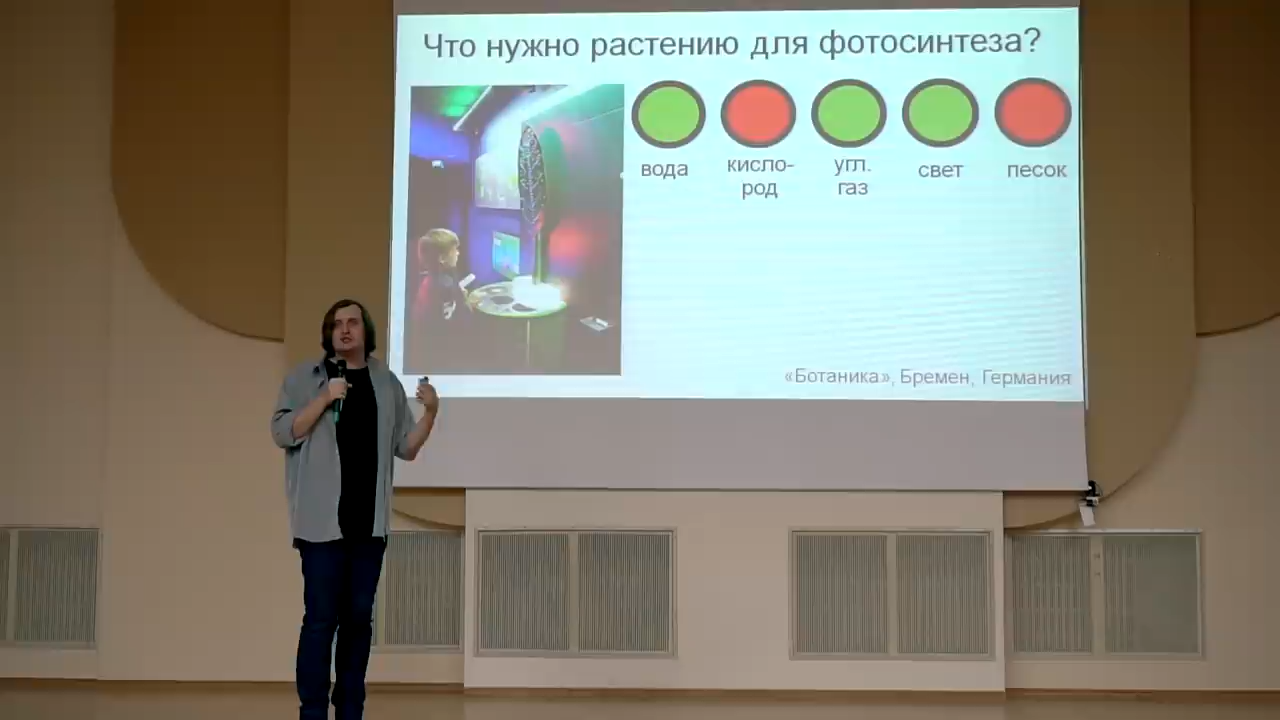 Что нужно растению для фотосинтеза?
вода
кисло-
род
угл.
газ
свет
песок
«Ботаника», Бремен, Германия